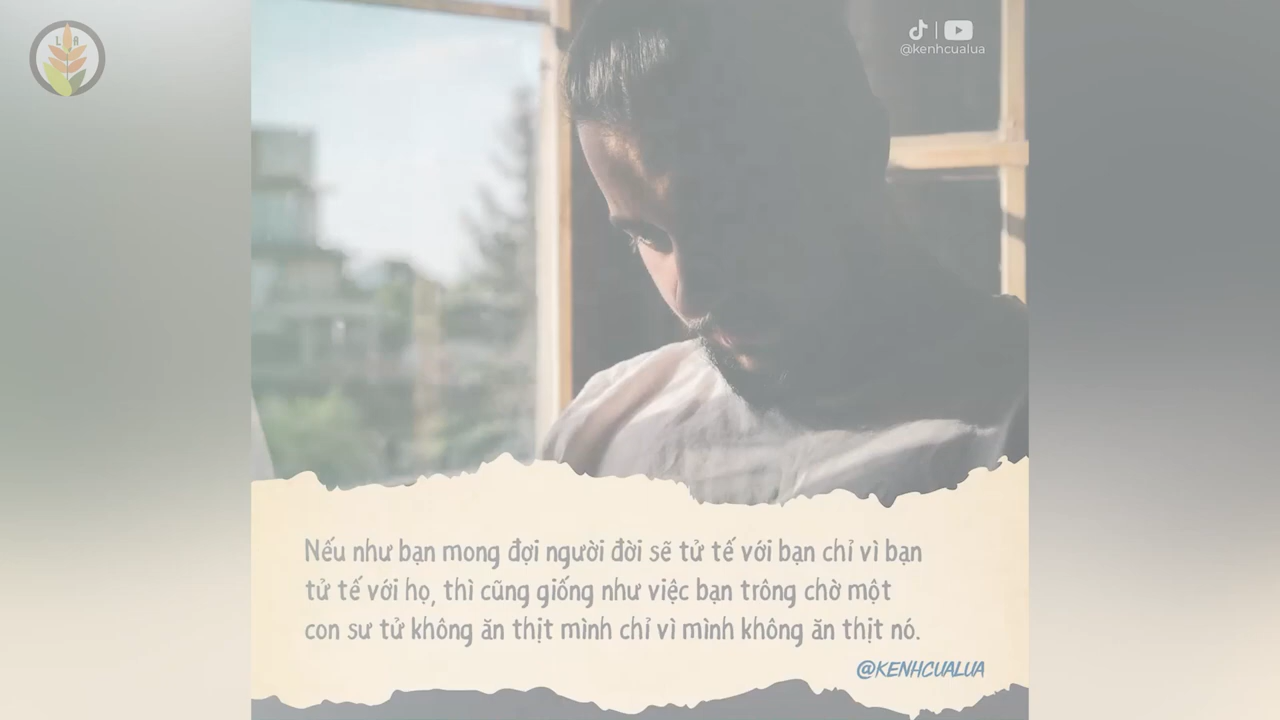 L A
@kenhcualua
Nếu như bạn mong đợi người đời sẽ tử tế với bạn chỉ vì bạn
tử tế với họ, thì cũng giống như việc bạn trông chờ một
con sư tử không ăn thịt mình chỉ vì mình không ăn thịt nó.
@KENHCUALUA